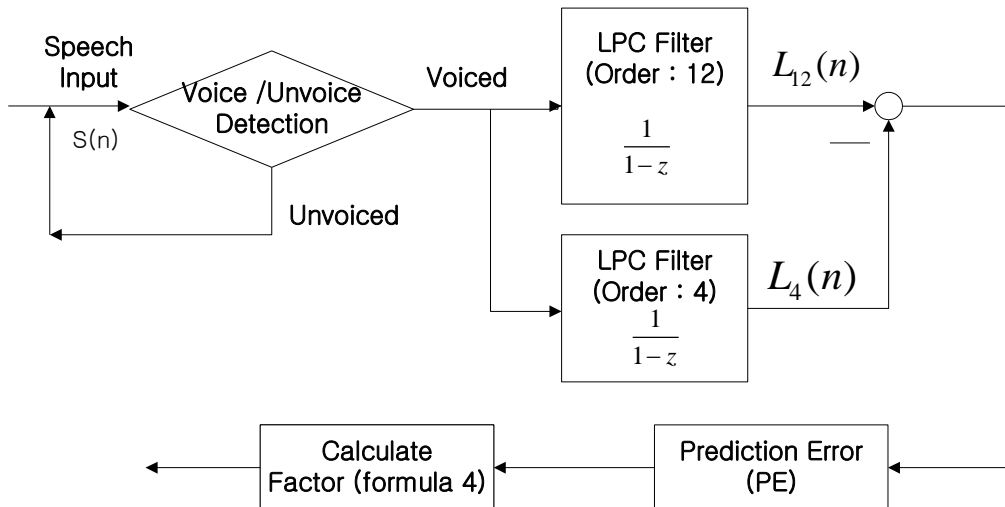 Speech
Input
S(n)
Voice /Unvoice
Detection
Voiced
Unvoiced
LPC Filter
(Order : 12)
1
1- z
L12(n)
LPC Filter
(Order : 4)
1
1- z
L4(n)
Calculate
Factor (formula 4)
Prediction Error
(PE)